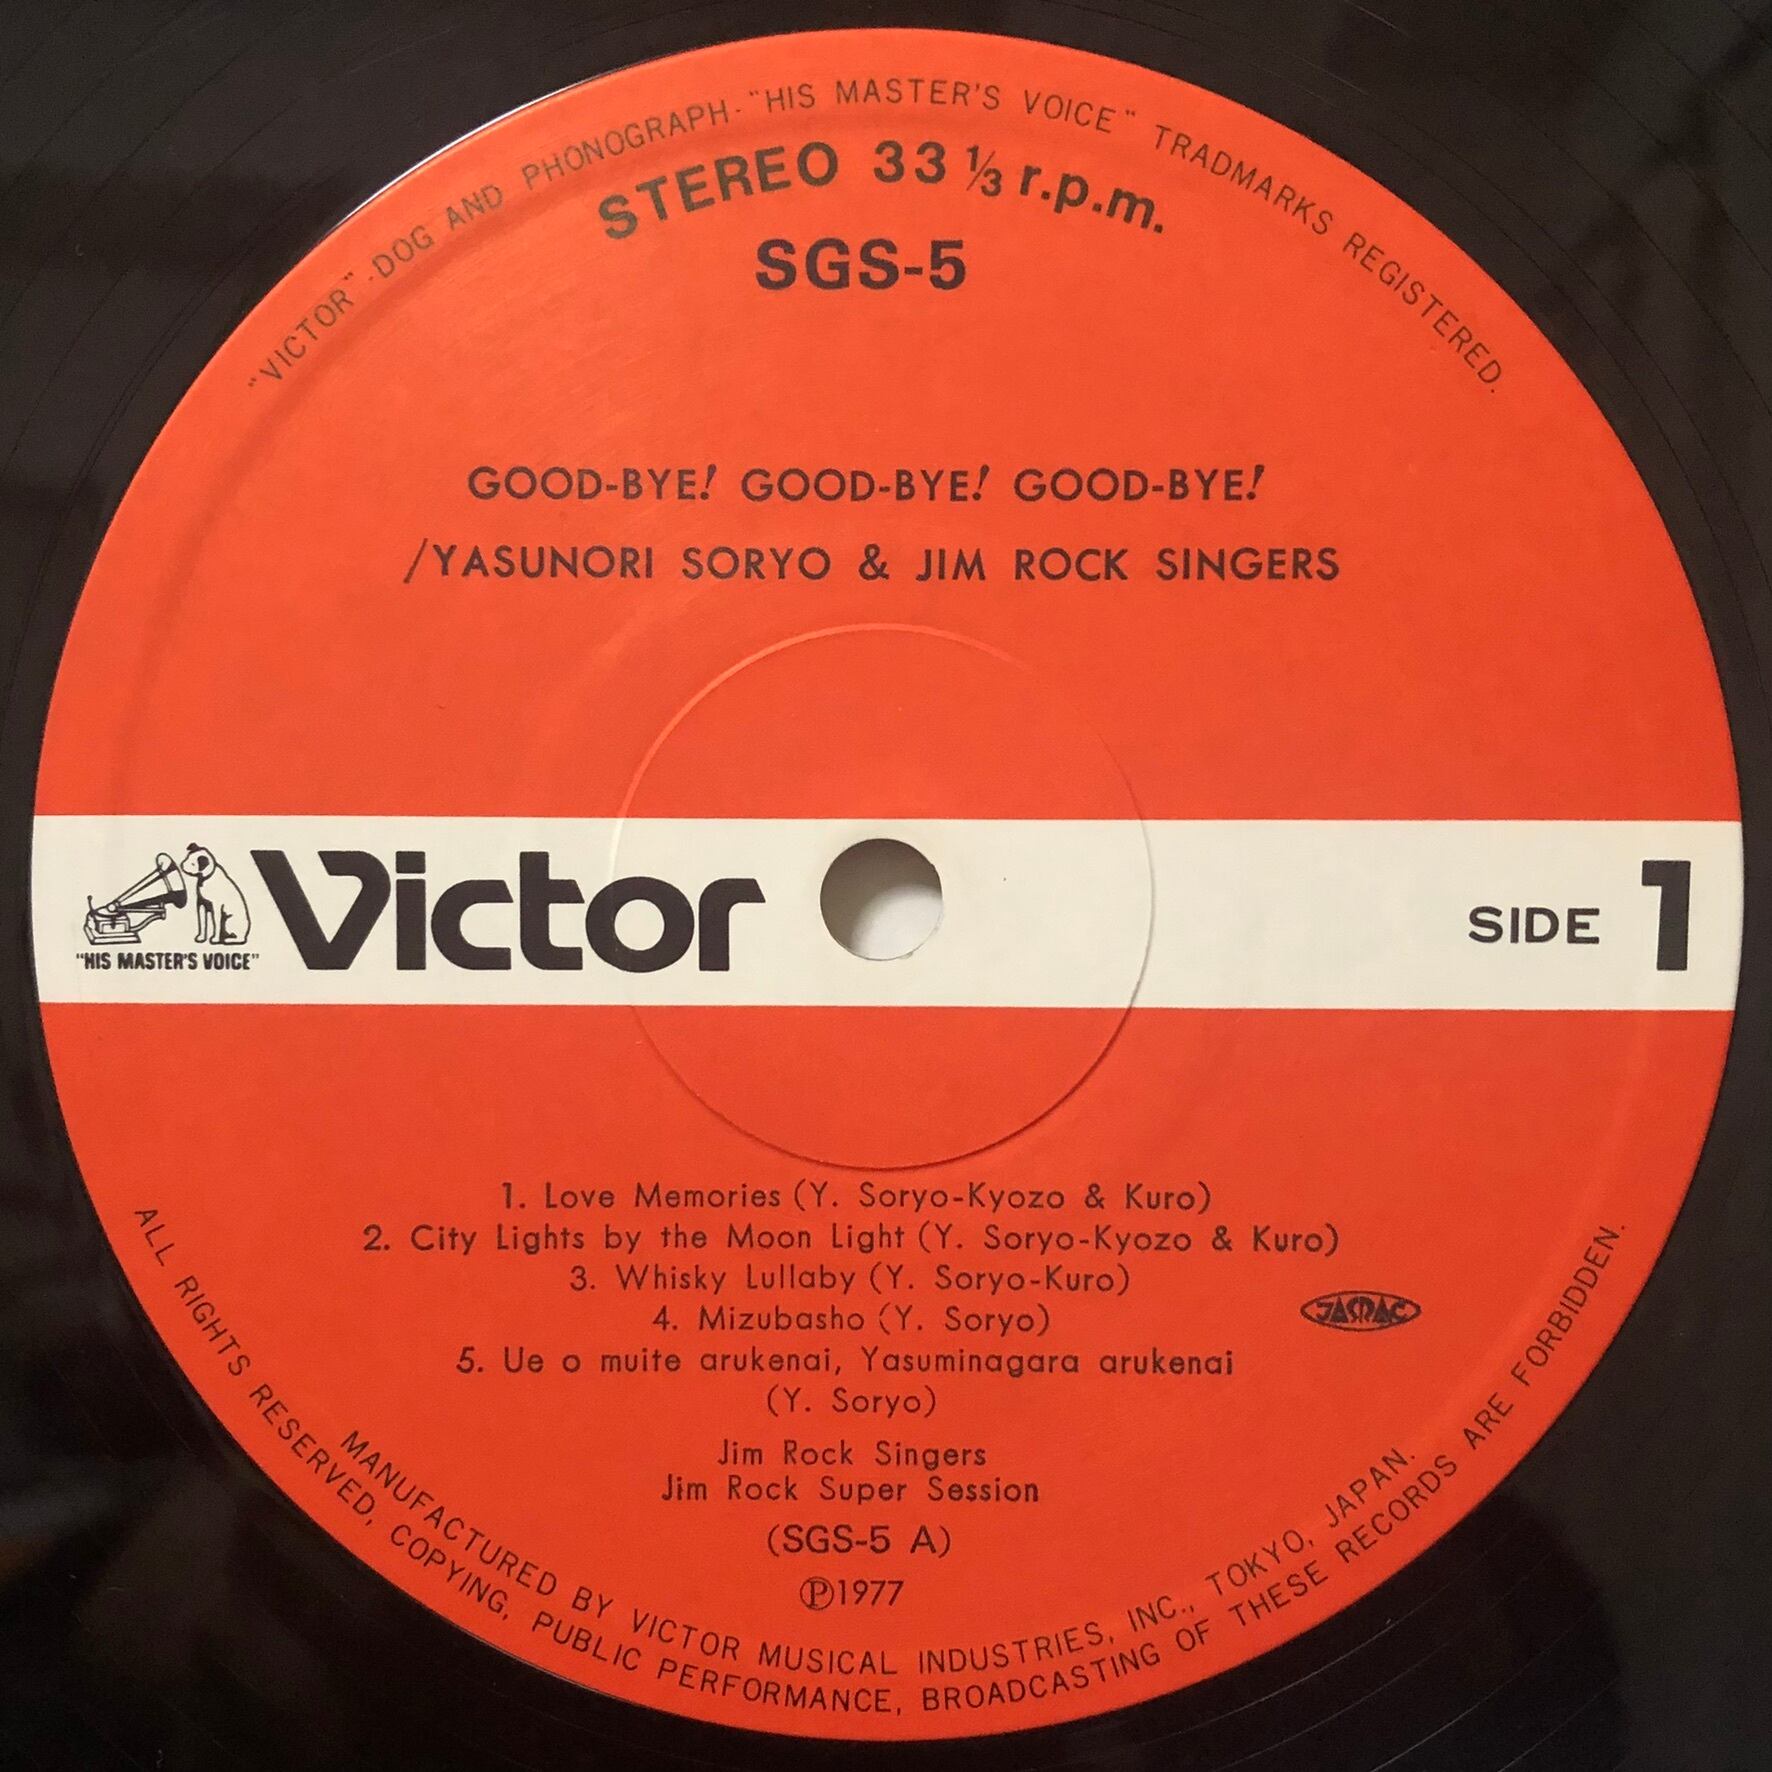 "VICTOR"-DOG AND PHONOGRAPH-"HIS MASTER'S VOICE" TRADMARKS REGISTERED.
STEREO 33 1/3 r.p.m.
SGS-5
GOOD-BYE! GOOD-BYE! GOOD-BYE!
/YASUNORI SORYO & JIM ROCK SINGERS
"HIS MASTER'S VOICE"
Victor
SIDE 1
1. Love Memories (Y. Soryo-Kyozo & Kuro)
2. City Lights by the Moon Light (Y. Soryo-Kyozo & Kuro)
3. Whisky Lullaby (Y. Soryo-Kuro)
4. Mizubasho (Y. Soryo)
5. Ue o muite arukenai, Yasuminagara arukenai
(Y. Soryo)
JASRAC
Jim Rock Singers
Jim Rock Super Session
(SGS-5 A)
Ⓟ1977
MANUFACTURED BY VICTOR MUSICAL INDUSTRIES, INC., TOKYO, JAPAN.
ALL RIGHTS RESERVED, COPYING, PUBLIC PERFORMANCE, BROADCASTING OF THESE RECORDS ARE FORBIDDEN.